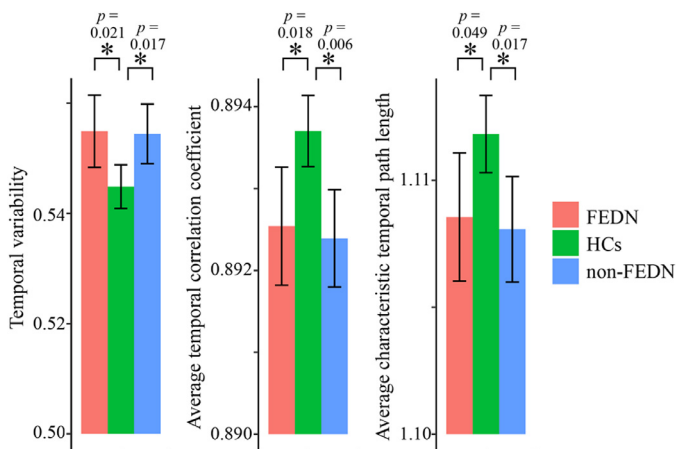 p =
0.021
p =
0.017
*
*
p =
0.018
p =
0.006
*
*
p =
0.049
p =
0.017
*
*
Temporal variability
0.54
0.52
0.50
Average temporal correlation coefficient
0.894
0.892
0.890
Average characteristic temporal path length
1.11
1.10
FEDN
HCs
non-FEDN